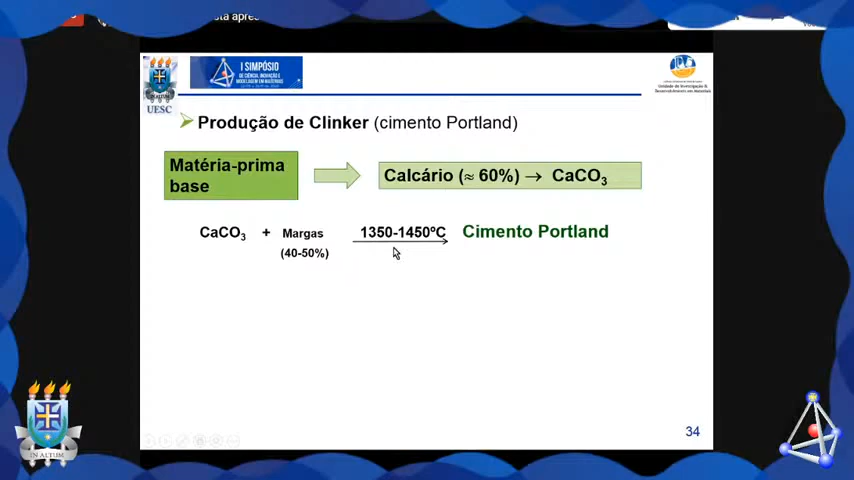 I SIMPÓSIO
DE CIÊNCIA, INOVAÇÃO E
MODELAGEM EM MATERIAIS
UESC
Produção de Clinker (cimento Portland)
Matéria-prima
base
Calcário (≈ 60%) → CaCO₃
CaCO₃ + Margas 1350-1450ºC Cimento Portland
(40-50%)
34
IN ALTUM